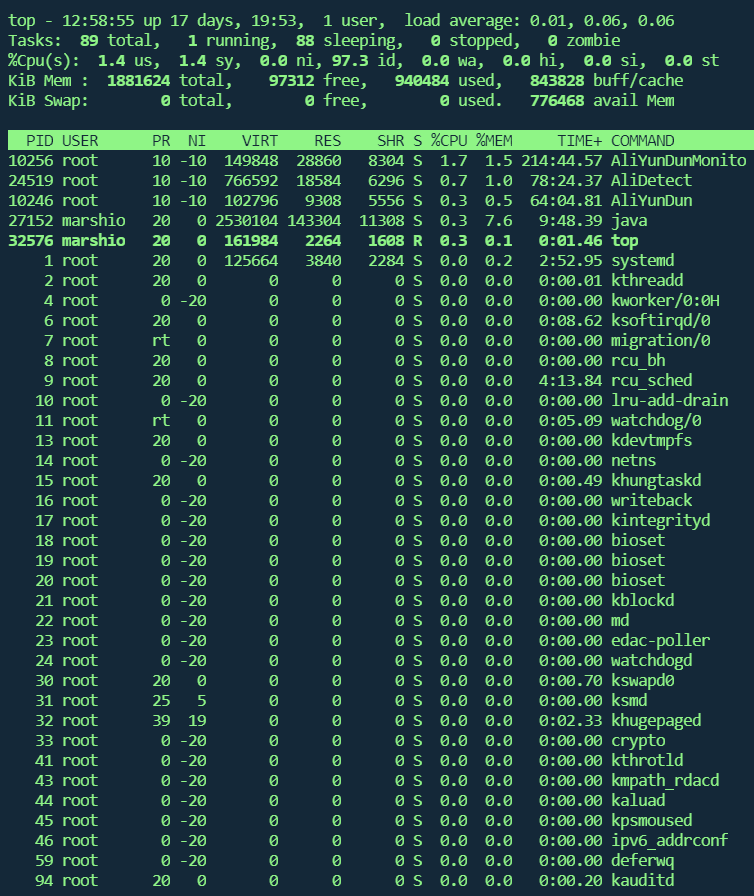 top - 12:58:55 up 17 days, 19:53,  1 user,  load average: 0.01, 0.06, 0.06
Tasks:  89 total,   1 running,  88 sleeping,   0 stopped,   0 zombie
%Cpu(s):  1.4 us,  1.4 sy,  0.0 ni, 97.3 id,  0.0 wa,  0.0 hi,  0.0 si,  0.0 st
KiB Mem :  1881624 total,    97312 free,   940484 used,   843828 buff/cache
KiB Swap:        0 total,        0 free,        0 used.   776468 avail Mem
  PID USER      PR  NI    VIRT    RES    SHR S %CPU %MEM     TIME+ COMMAND
10256 root      10 -10  149848  28860   8304 S  1.7  1.5 214:44.57 AliYunDunMonito
24519 root      10 -10  766592  18584   6296 S  0.7  1.0  78:24.37 AliDetect
10246 root      10 -10  102796   9308   5556 S  0.3  0.5  64:04.81 AliYunDun
27152 marshio   20   0 2530104 143304  11308 S  0.3  7.6   9:48.39 java
32576 marshio   20   0  161984   2264   1608 R  0.3  0.1   0:01.46 top
    1 root      20   0  125664   3840   2284 S  0.0  0.2   2:52.95 systemd
    2 root      20   0       0      0      0 S  0.0  0.0   0:00.01 kthreadd
    4 root       0 -20       0      0      0 S  0.0  0.0   0:00.00 kworker/0:0H
    6 root      20   0       0      0      0 S  0.0  0.0   0:08.62 ksoftirqd/0
    7 root      rt   0       0      0      0 S  0.0  0.0   0:00.00 migration/0
    8 root      20   0       0      0      0 S  0.0  0.0   0:00.00 rcu_bh
    9 root      20   0       0      0      0 S  0.0  0.0   4:13.84 rcu_sched
   10 root       0 -20       0      0      0 S  0.0  0.0   0:00.00 lru-add-drain
   11 root      rt   0       0      0      0 S  0.0  0.0   0:05.09 watchdog/0
   13 root      20   0       0      0      0 S  0.0  0.0   0:00.00 kdevtmpfs
   14 root       0 -20       0      0      0 S  0.0  0.0   0:00.00 netns
   15 root      20   0       0      0      0 S  0.0  0.0   0:00.49 khungtaskd
   16 root       0 -20       0      0      0 S  0.0  0.0   0:00.00 writeback
   17 root       0 -20       0      0      0 S  0.0  0.0   0:00.00 kintegrityd
   18 root       0 -20       0      0      0 S  0.0  0.0   0:00.00 bioset
   19 root       0 -20       0      0      0 S  0.0  0.0   0:00.00 bioset
   20 root       0 -20       0      0      0 S  0.0  0.0   0:00.00 bioset
   21 root       0 -20       0      0      0 S  0.0  0.0   0:00.00 kblockd
   22 root       0 -20       0      0      0 S  0.0  0.0   0:00.00 md
   23 root       0 -20       0      0      0 S  0.0  0.0   0:00.00 edac-poller
   24 root       0 -20       0      0      0 S  0.0  0.0   0:00.00 watchdogd
   30 root      20   0       0      0      0 S  0.0  0.0   0:00.70 kswapd0
   31 root      25   5       0      0      0 S  0.0  0.0   0:00.00 ksmd
   32 root      39  19       0      0      0 S  0.0  0.0   0:02.33 khugepaged
   33 root       0 -20       0      0      0 S  0.0  0.0   0:00.00 crypto
   41 root       0 -20       0      0      0 S  0.0  0.0   0:00.00 kthrotld
   43 root       0 -20       0      0      0 S  0.0  0.0   0:00.00 kmpath_rdacd
   44 root       0 -20       0      0      0 S  0.0  0.0   0:00.00 kaluad
   45 root       0 -20       0      0      0 S  0.0  0.0   0:00.00 kpsmoused
   46 root       0 -20       0      0      0 S  0.0  0.0   0:00.00 ipv6_addrconf
   59 root       0 -20       0      0      0 S  0.0  0.0   0:00.00 deferwq
   94 root      20   0       0      0      0 S  0.0  0.0   0:00.20 kauditd